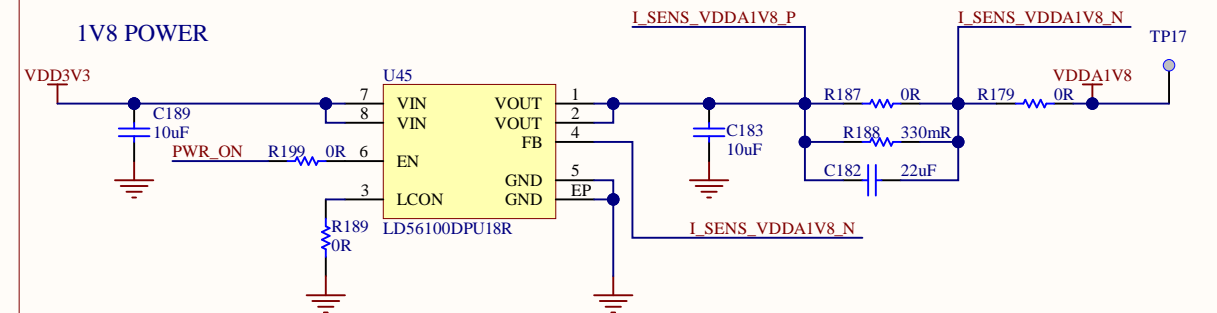 I_SENS_VDDA1V8_P
I_SENS_VDDA1V8_N
1V8 POWER
TP17
VDD3V3
U45
VDDA1V8
C189
10uF
7
VIN
VOUT
1
R187
0R
R179
0R
8
VIN
VOUT
2
FB
4
C183
10uF
R188
330mR
PWR_ON
R199
0R
6
EN
GND
5
C182
22uF
3
LCON
GND
EP
R189
0R
LD56100DPU18R
I_SENS_VDDA1V8_N